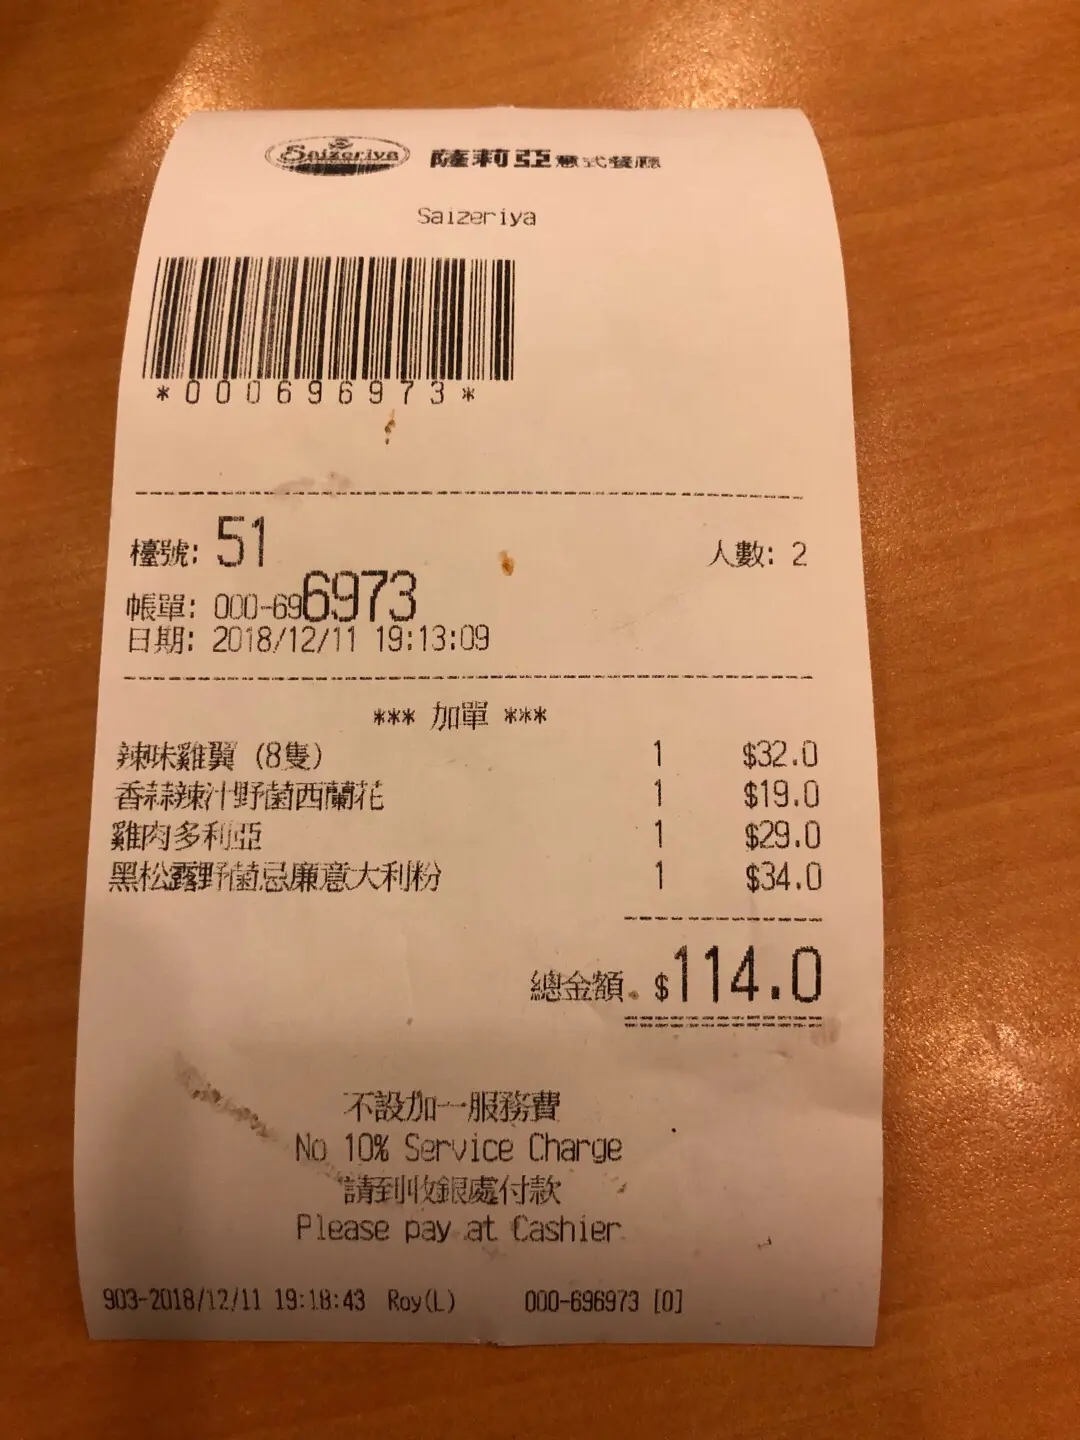 Saizeriya 薩莉亞意式餐廳
Saizeriya
*000696973*
檯號: 51 人數: 2
帳單: 000-696973
日期: 2018/12/11 19:13:09
*** 加單 ***
辣味雞翼 (8隻) 1 $32.0
香蒜辣汁野菌西蘭花 1 $19.0
雞肉多利亞 1 $29.0
黑松露野菌忌廉意大利粉 1 $34.0
總金額: $114.0
不設加一服務費
No 10% Service Charge
請到收銀處付款
Please pay at Cashier
903-2018/12/11 19:18:43 Roy(L) 000-696973 [0]